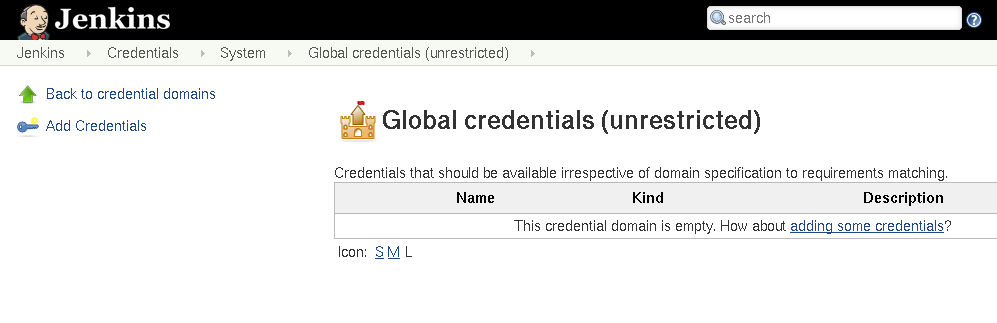 Jenkins
search
Jenkins Credentials System Global credentials (unrestricted)
Back to credential domains
Add Credentials
Global credentials (unrestricted)
Credentials that should be available irrespective of domain specification to requirements matching.
Name Kind Description
This credential domain is empty. How about adding some credentials?
Icon: S M L